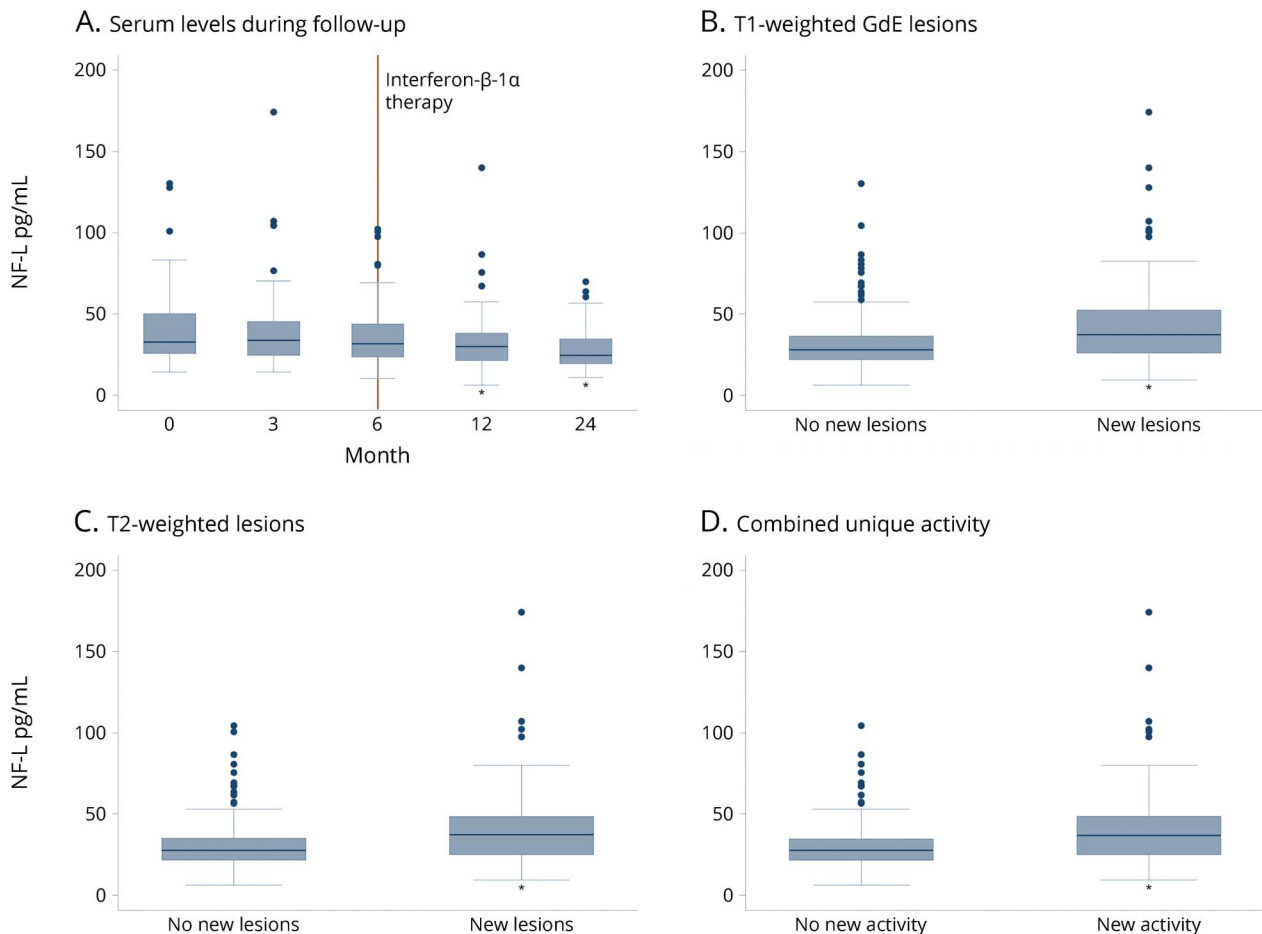 A. Serum levels during follow-up
200
150
100
50
0
NF-L pg/mL
Interferon-β-1α
therapy
*
*
0
3
6
12
24
Month
B. T1-weighted GdE lesions
200
150
100
50
0
*
No new lesions
New lesions
C. T2-weighted lesions
200
150
100
50
0
NF-L pg/mL
*
No new lesions
New lesions
D. Combined unique activity
200
150
100
50
0
*
No new activity
New activity